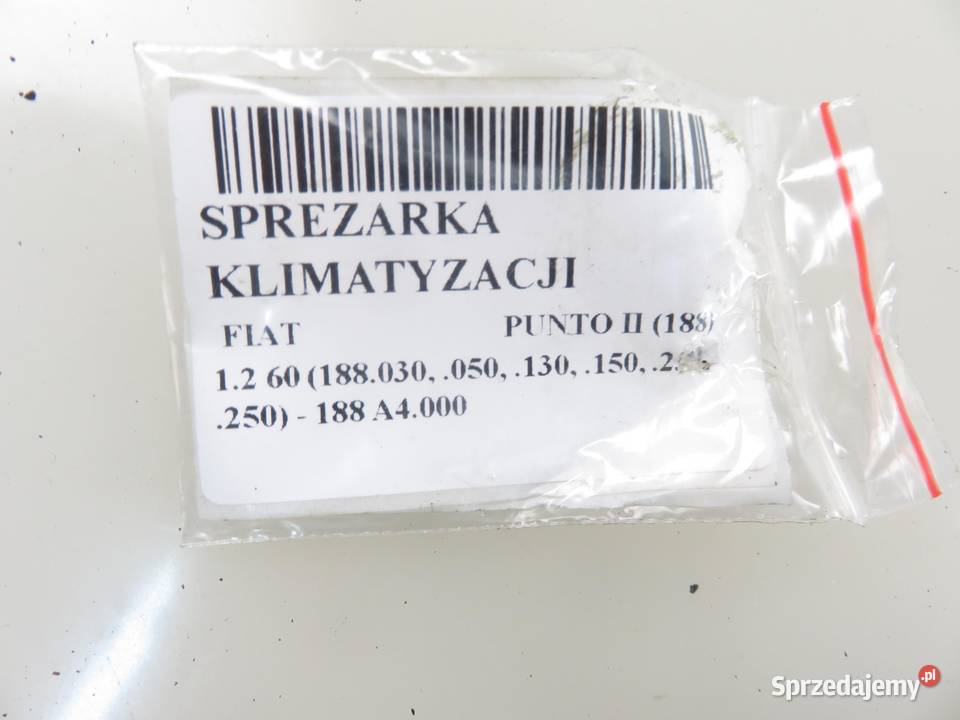 SPREZARKA
KLIMATYZACJI
FIAT PUNTO II (188)
1.2 60 (188.030, .050, .130, .150,
.250) - 188 A4.000
Sprzedajemy.pl